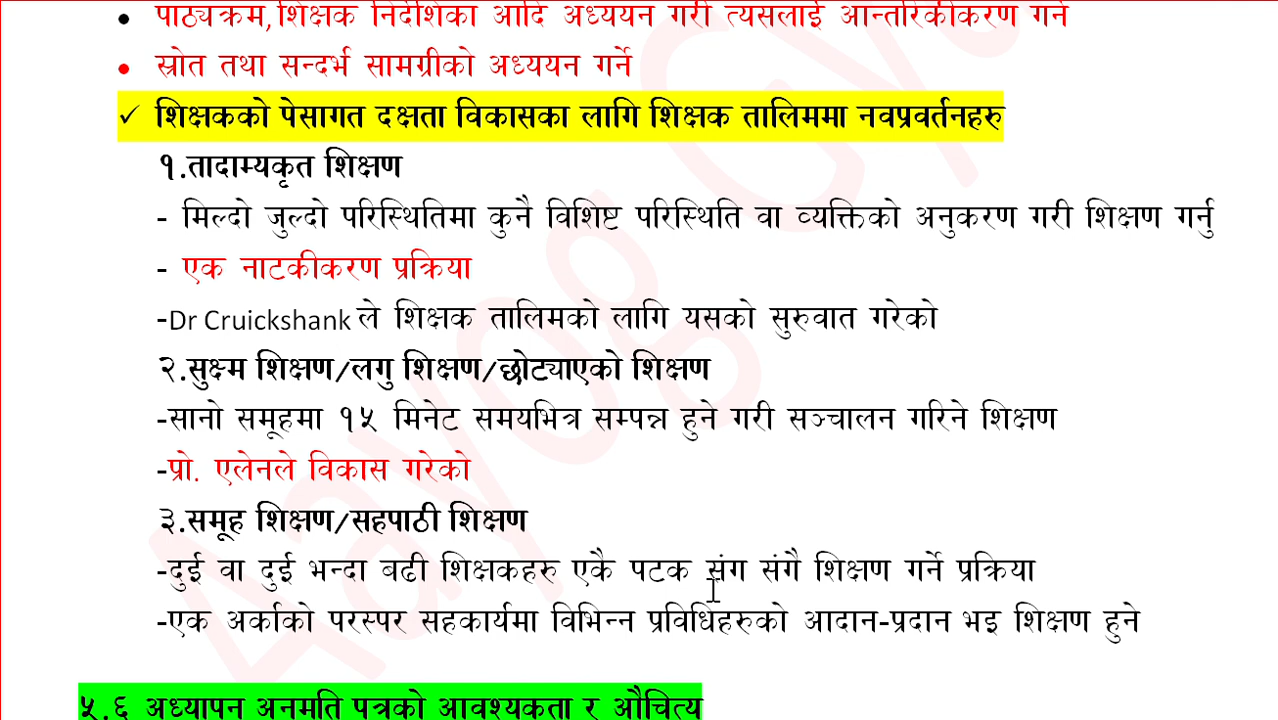 • पाठ्यक्रम,शिक्षक निर्देशिका आदि अध्ययन गरी त्यसलाई आन्तरिकीकरण गर्ने
• स्रोत तथा सन्दर्भ सामग्रीको अध्ययन गर्ने
✓ शिक्षकको पेसागत दक्षता विकासका लागि शिक्षक तालिममा नवप्रवर्तनहरु
१.तादाम्यकृत शिक्षण
- मिल्दो जुल्दो परिस्थितिमा कुनै विशिष्ट परिस्थिति वा व्यक्तिको अनुकरण गरी शिक्षण गर्नु
- एक नाटकीकरण प्रक्रिया
-Dr Cruickshank ले शिक्षक तालिमको लागि यसको सुरुवात गरेको
२.सुक्ष्म शिक्षण/लगु शिक्षण/छोट्याएको शिक्षण
-सानो समूहमा १५ मिनेट समयभित्र सम्पन्न हुने गरी सञ्चालन गरिने शिक्षण
-प्रो. एलेनले विकास गरेको
३.समूह शिक्षण/सहपाठी शिक्षण
-दुई वा दुई भन्दा बढी शिक्षकहरु एकै पटक संग संगै शिक्षण गर्ने प्रक्रिया
-एक अर्काको परस्पर सहकार्यमा विभिन्न प्रविधिहरुको आदान-प्रदान भइ शिक्षण हुने
५.६ अध्यापन अनुमति पत्रको आवश्यकता र औचित्य